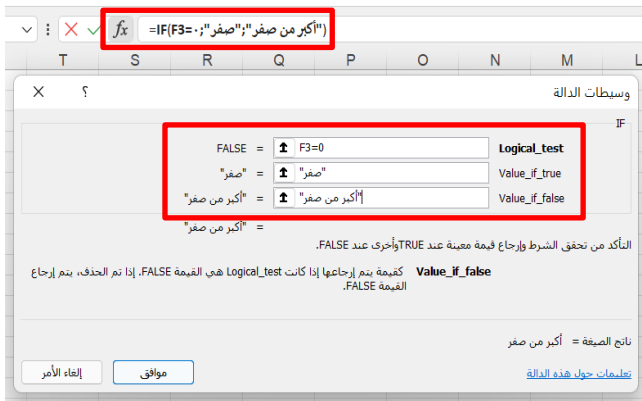 =IF(F3=٠;"صفر";"أكبر من صفر")
T S R Q P O N M L
وسيطات الدالة ؟
IF
Logical_test F3=0 = FALSE
Value_if_true "صفر" = "صفر"
Value_if_false "أكبر من صفر" = "أكبر من صفر"
= "أكبر من صفر"
التأكد من تحقق الشرط وإرجاع قيمة معينة عند TRUEوأخرى عند FALSE.
Value_if_false كقيمة يتم إرجاعها إذا كانت Logical_test هي القيمة FALSE. إذا تم الحذف، يتم إرجاع
القيمة FALSE.
ناتج الصيغة = أكبر من صفر
تعليمات حول هذه الدالة موافق إلغاء الأمر